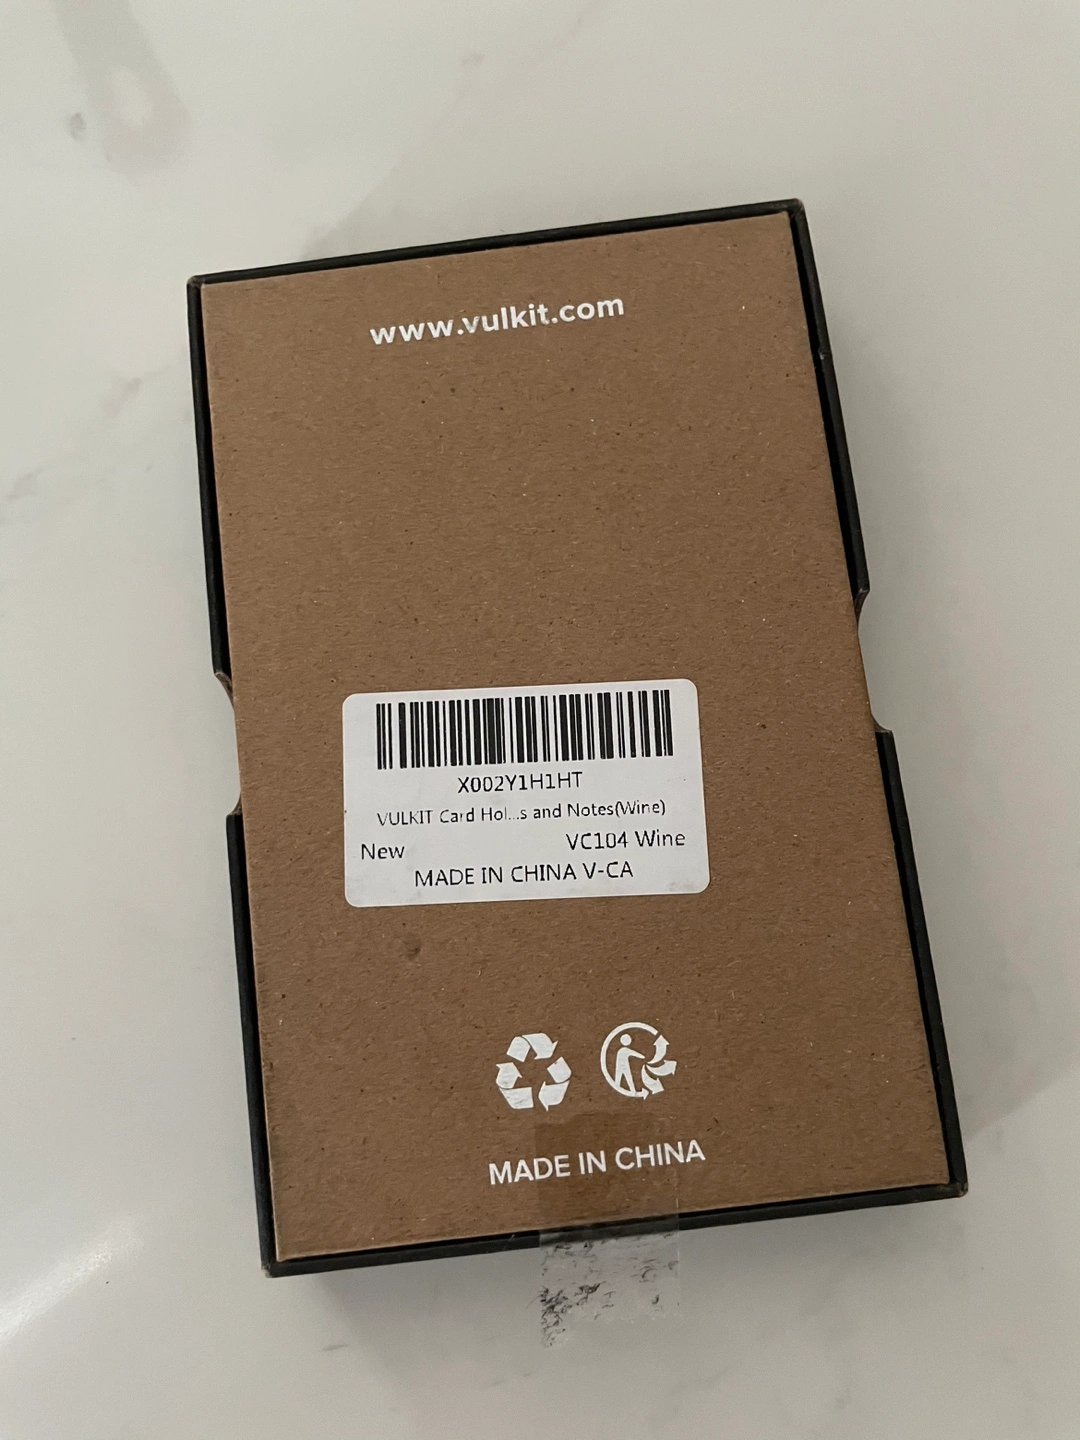 www.vulkit.com
X002Y1H1HT
VULKIT Card Hol...s and Notes(Wine)
New VC104 Wine
MADE IN CHINA V-CA
MADE IN CHINA